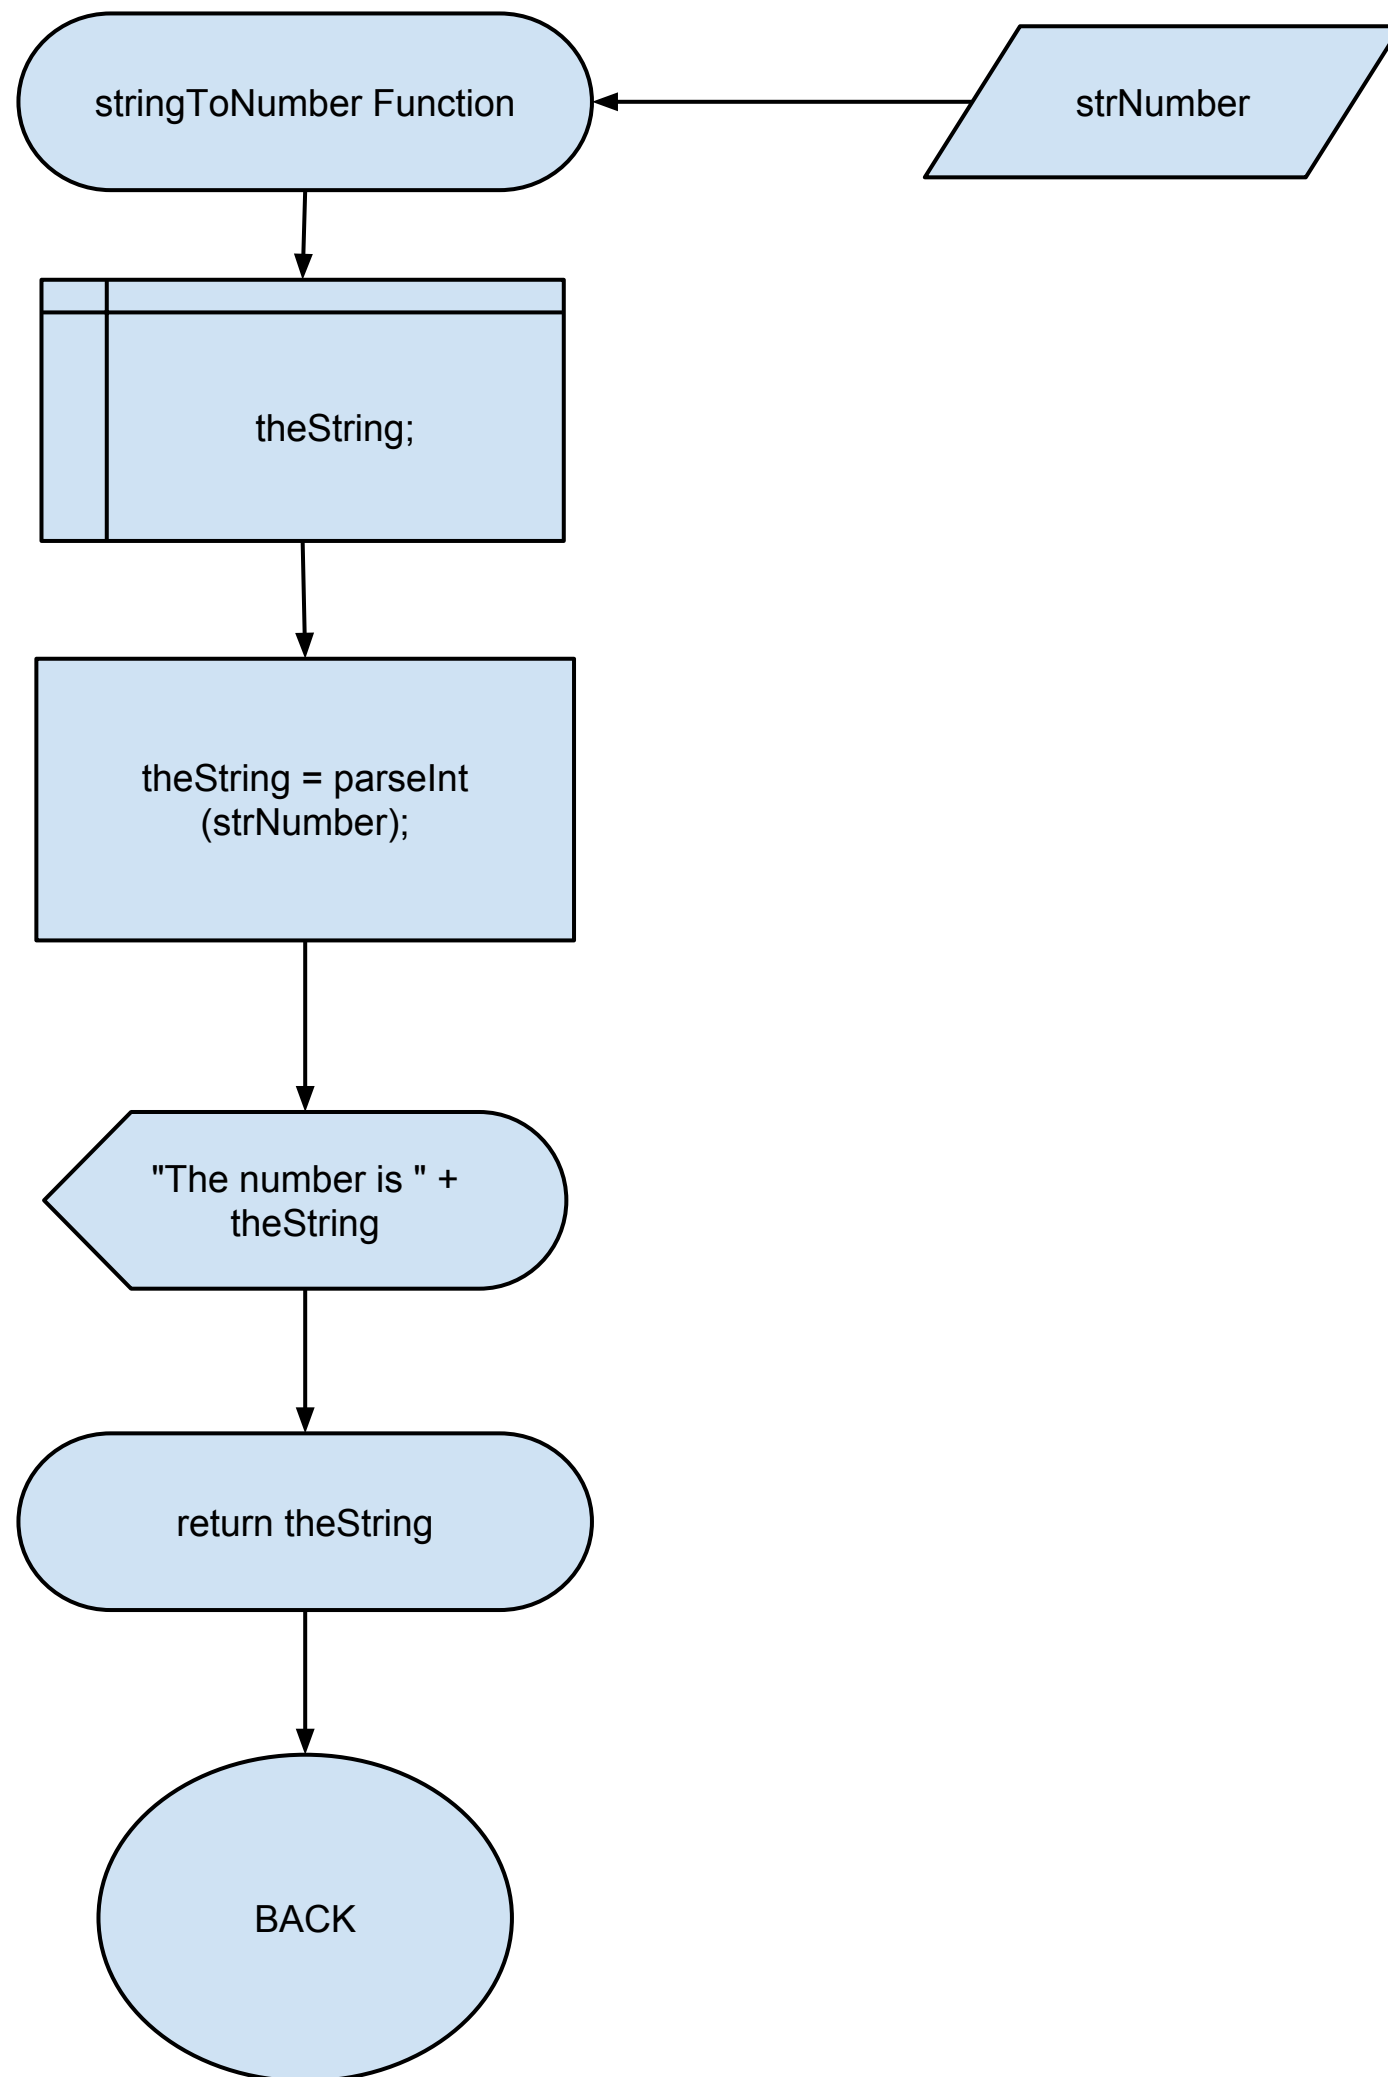 stringToNumber Function
strNumber
theString;
theString = parseInt
(strNumber);
"The number is " +
theString
return theString
BACK